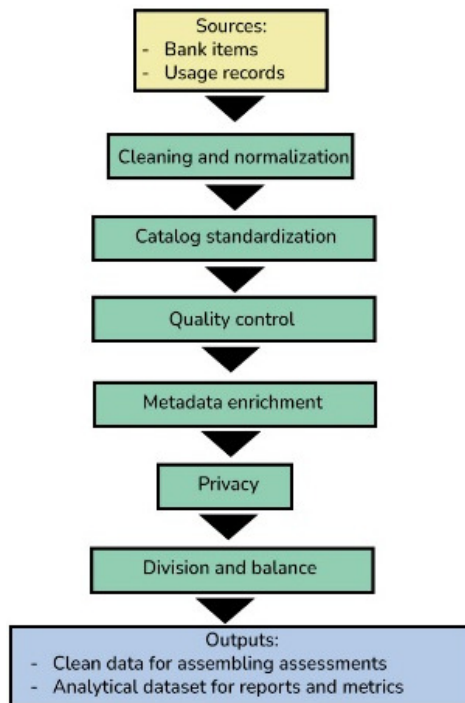 Sources:
- Bank items
- Usage records
Cleaning and normalization
Catalog standardization
Quality control
Metadata enrichment
Privacy
Division and balance
Outputs:
- Clean data for assembling assessments
- Analytical dataset for reports and metrics